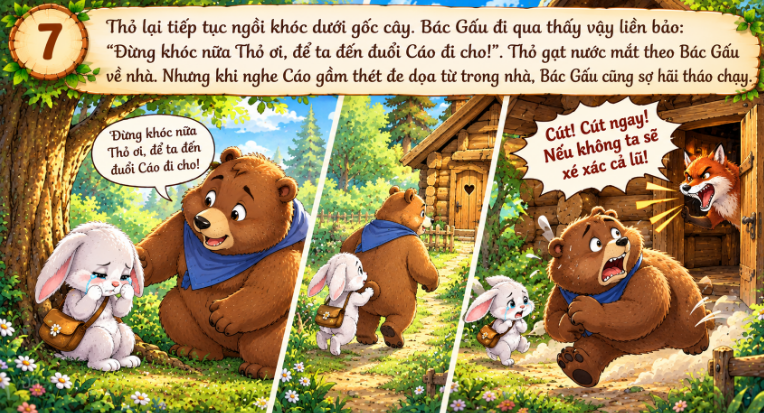 7
Thỏ lại tiếp tục ngồi khóc dưới gốc cây. Bác Gấu đi qua thấy vậy liền bảo:
“Đừng khóc nữa Thỏ ơi, để ta đến đuổi Cáo đi cho!”. Thỏ gạt nước mắt theo Bác Gấu
về nhà. Nhưng khi nghe Cáo gầm thét đe dọa từ trong nhà, Bác Gấu cũng sợ hãi tháo chạy.
Đừng khóc nữa
Thỏ ơi, để ta đến
đuổi Cáo đi cho!
Cút! Cút ngay!
Nếu không ta sẽ
xé xác cả lũ!